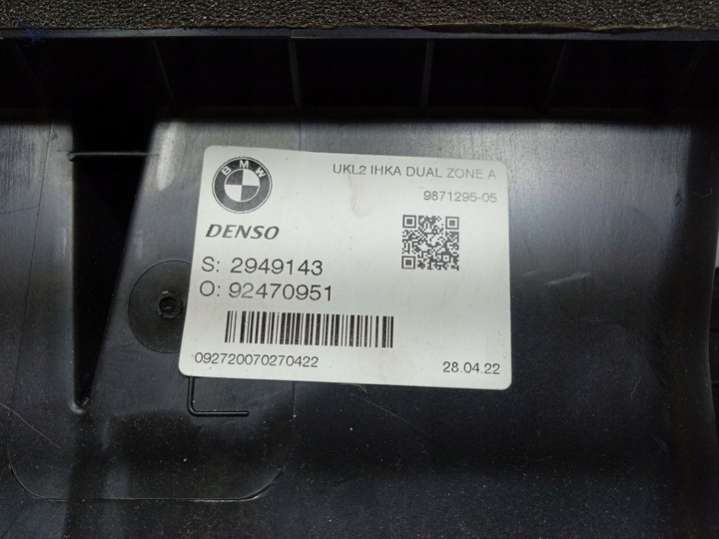 BMW
UKL2 IHKA DUAL ZONE A
9871295-05
DENSO
S: 2949143
O: 92470951
092720070270422
28.04.22